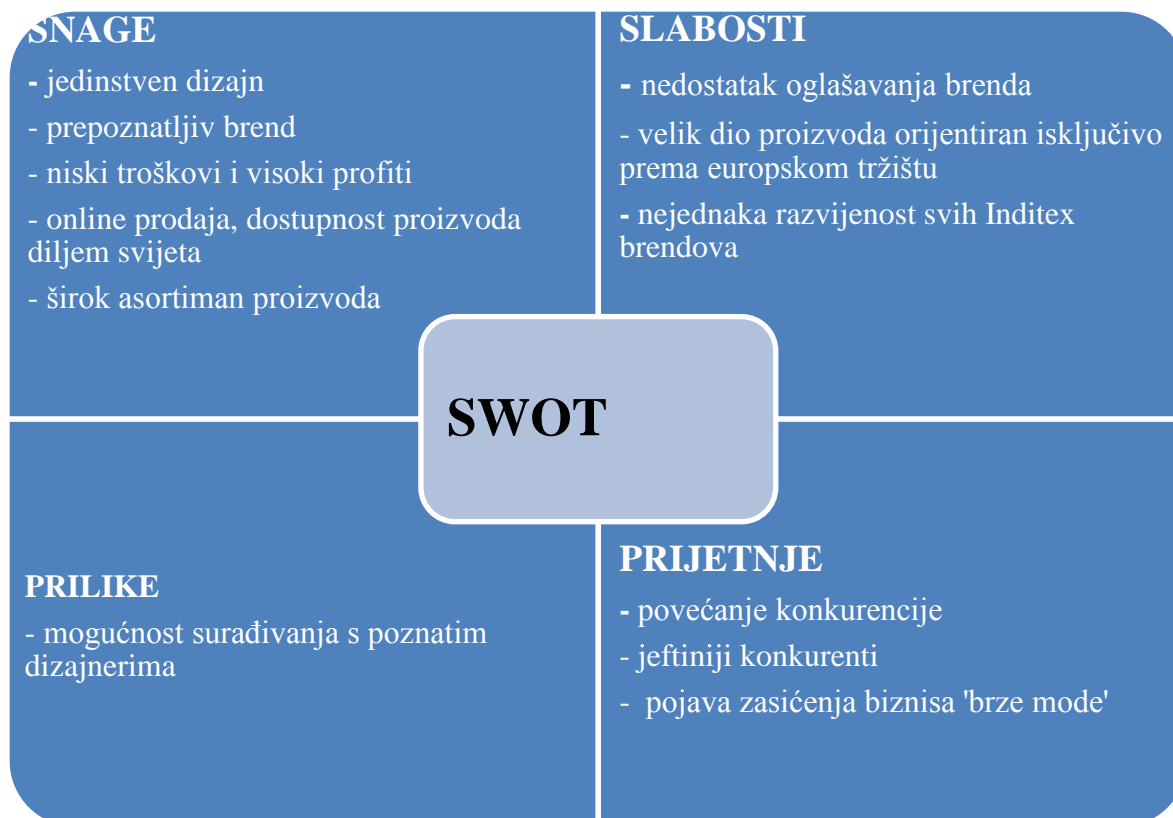 SNAGE
- jedinstven dizajn
- prepoznatljiv brend
- niski troškovi i visoki profiti
- online prodaja, dostupnost proizvoda
diljem svijeta
- širok asortiman proizvoda
SLABOSTI
- nedostatak oglašavanja brenda
- velik dio proizvoda orijentiran isključivo
prema europskom tržištu
- nejednaka razvijenost svih Inditex
brendova
SWOT
PRILIKE
- mogućnost surađivanja s poznatim
dizajnerima
PRIJETNJE
- povećanje konkurencije
- jeftiniji konkurenti
- pojava zasićenja biznisa 'brze mode'